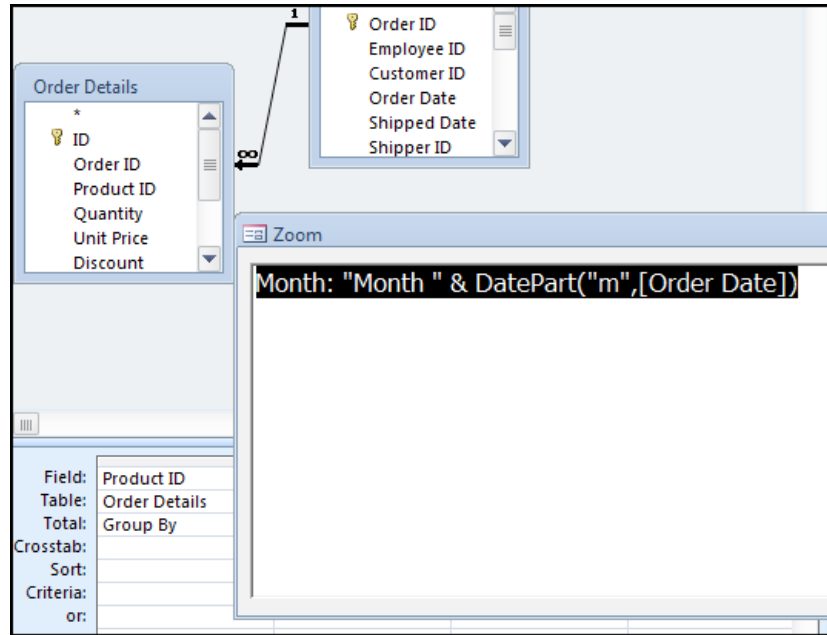 1
Order ID
Employee ID
Customer ID
Order Date
Shipped Date
Shipper ID
Order Details
*
ID
Order ID
Product ID
Quantity
Unit Price
Discount
∞
Zoom
Month: "Month " & DatePart("m",[Order Date])
Field: Product ID
Table: Order Details
Total: Group By
Crosstab:
Sort:
Criteria:
or: